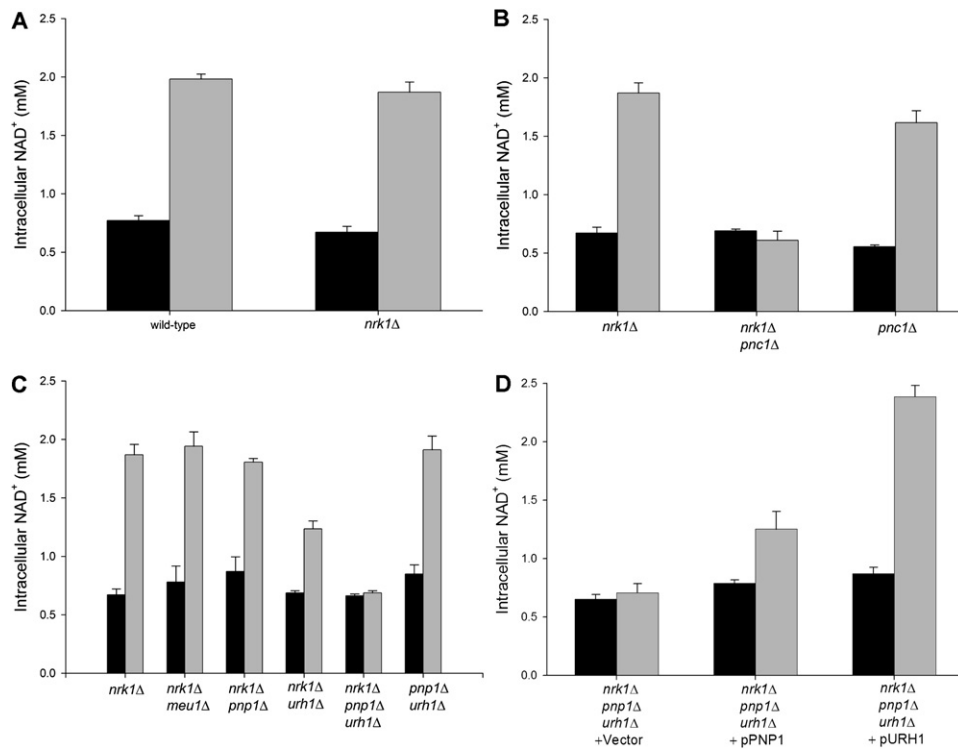 A
Intracellular NAD⁺ (mM)
2.5
2.0
1.5
1.0
0.5
0.0
wild-type
nrk1Δ
B
Intracellular NAD⁺ (mM)
2.5
2.0
1.5
1.0
0.5
0.0
nrk1Δ
nrk1Δ
pnc1Δ
pnc1Δ
C
Intracellular NAD⁺ (mM)
2.5
2.0
1.5
1.0
0.5
0.0
nrk1Δ
nrk1Δ
meu1Δ
nrk1Δ
pnp1Δ
nrk1Δ
urh1Δ
nrk1Δ
pnp1Δ
urh1Δ
pnp1Δ
urh1Δ
D
Intracellular NAD⁺ (mM)
2.5
2.0
1.5
1.0
0.5
0.0
nrk1Δ
pnp1Δ
urh1Δ
+Vector
nrk1Δ
pnp1Δ
urh1Δ
+ pPNP1
nrk1Δ
pnp1Δ
urh1Δ
+ pURH1